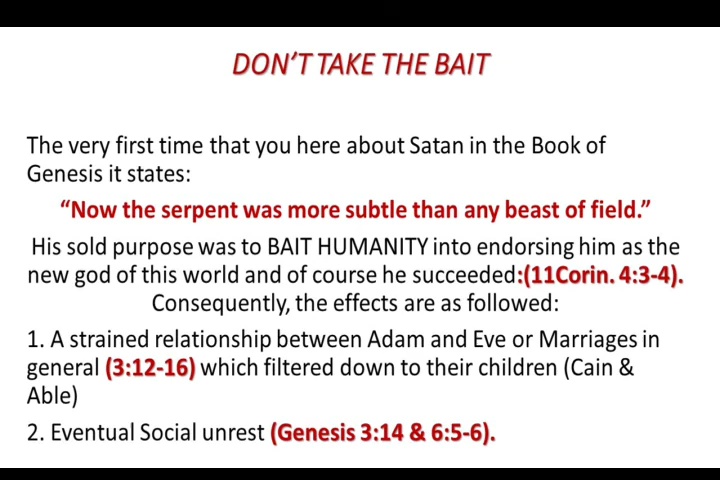 DON'T TAKE THE BAIT
The very first time that you here about Satan in the Book of
Genesis it states:
“Now the serpent was more subtle than any beast of field.”
His sold purpose was to BAIT HUMANITY into endorsing him as the
new god of this world and of course he succeeded:(11Corin. 4:3-4).
Consequently, the effects are as followed:
1. A strained relationship between Adam and Eve or Marriages in
general (3:12-16) which filtered down to their children (Cain &
Able)
2. Eventual Social unrest (Genesis 3:14 & 6:5-6).